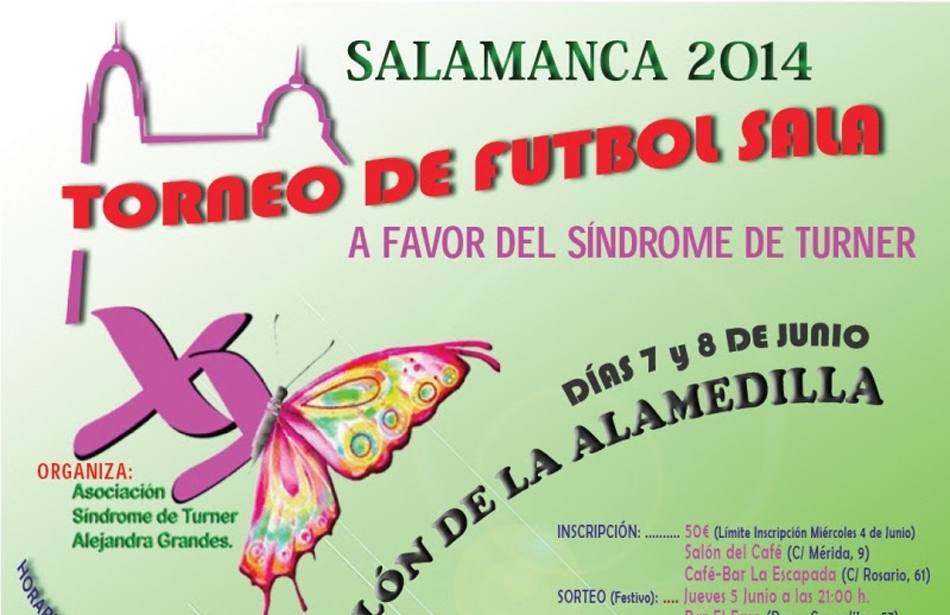 SALAMANCA 2014
TORNEO DE FUTBOL SALA
A FAVOR DEL SÍNDROME DE TURNER
DÍAS 7 y 8 DE JUNIO
DE LA ALAMEDILLA
ORGANIZA:
Asociación
Síndrome de Turner
Alejandra Grandes.
INSCRIPCIÓN: .......... 50€ (Límite Inscripción Miércoles 4 de Junio)
Salón del Café (C/ Mérida, 9)
Café-Bar La Escapada (C/ Rosario, 61)
SORTEO (Festivo): .... Jueves 5 Junio a las 21:00 h.